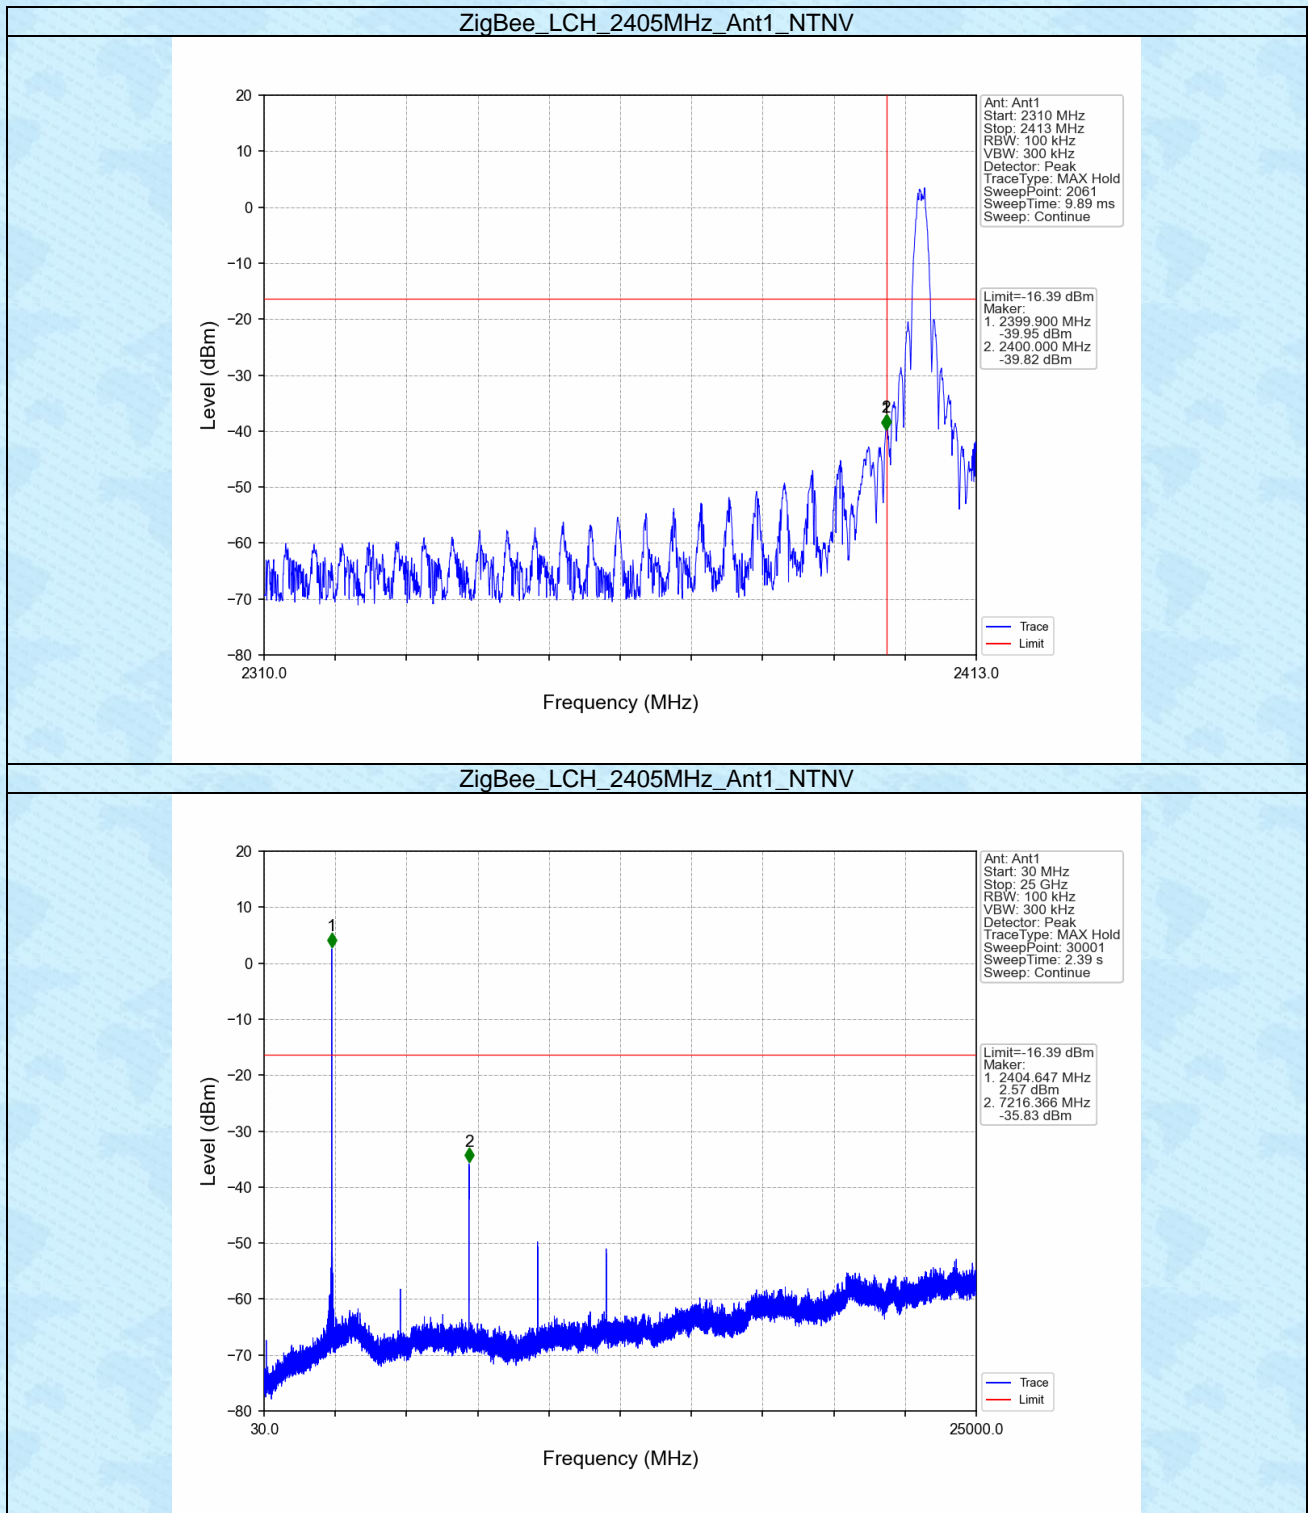 ZigBee_LCH_2405MHz_Ant1_NTNV
20
10
0
−10
−20
−30
−40
−50
−60
−70
−80
Level (dBm)
2310.0
2413.0
Frequency (MHz)
2
Ant: Ant1
Start: 2310 MHz
Stop: 2413 MHz
RBW: 100 kHz
VBW: 300 kHz
Detector: Peak
TraceType: MAX Hold
SweepPoint: 2061
SweepTime: 9.89 ms
Sweep: Continue
Limit=-16.39 dBm
Maker:
1. 2399.900 MHz
-39.95 dBm
2. 2400.000 MHz
-39.82 dBm
Trace
Limit
ZigBee_LCH_2405MHz_Ant1_NTNV
20
10
0
−10
−20
−30
−40
−50
−60
−70
−80
Level (dBm)
30.0
25000.0
Frequency (MHz)
1
2
Ant: Ant1
Start: 30 MHz
Stop: 25 GHz
RBW: 100 kHz
VBW: 300 kHz
Detector: Peak
TraceType: MAX Hold
SweepPoint: 30001
SweepTime: 2.39 s
Sweep: Continue
Limit=-16.39 dBm
Maker:
1. 2404.647 MHz
2.57 dBm
2. 7216.366 MHz
-35.83 dBm
Trace
Limit